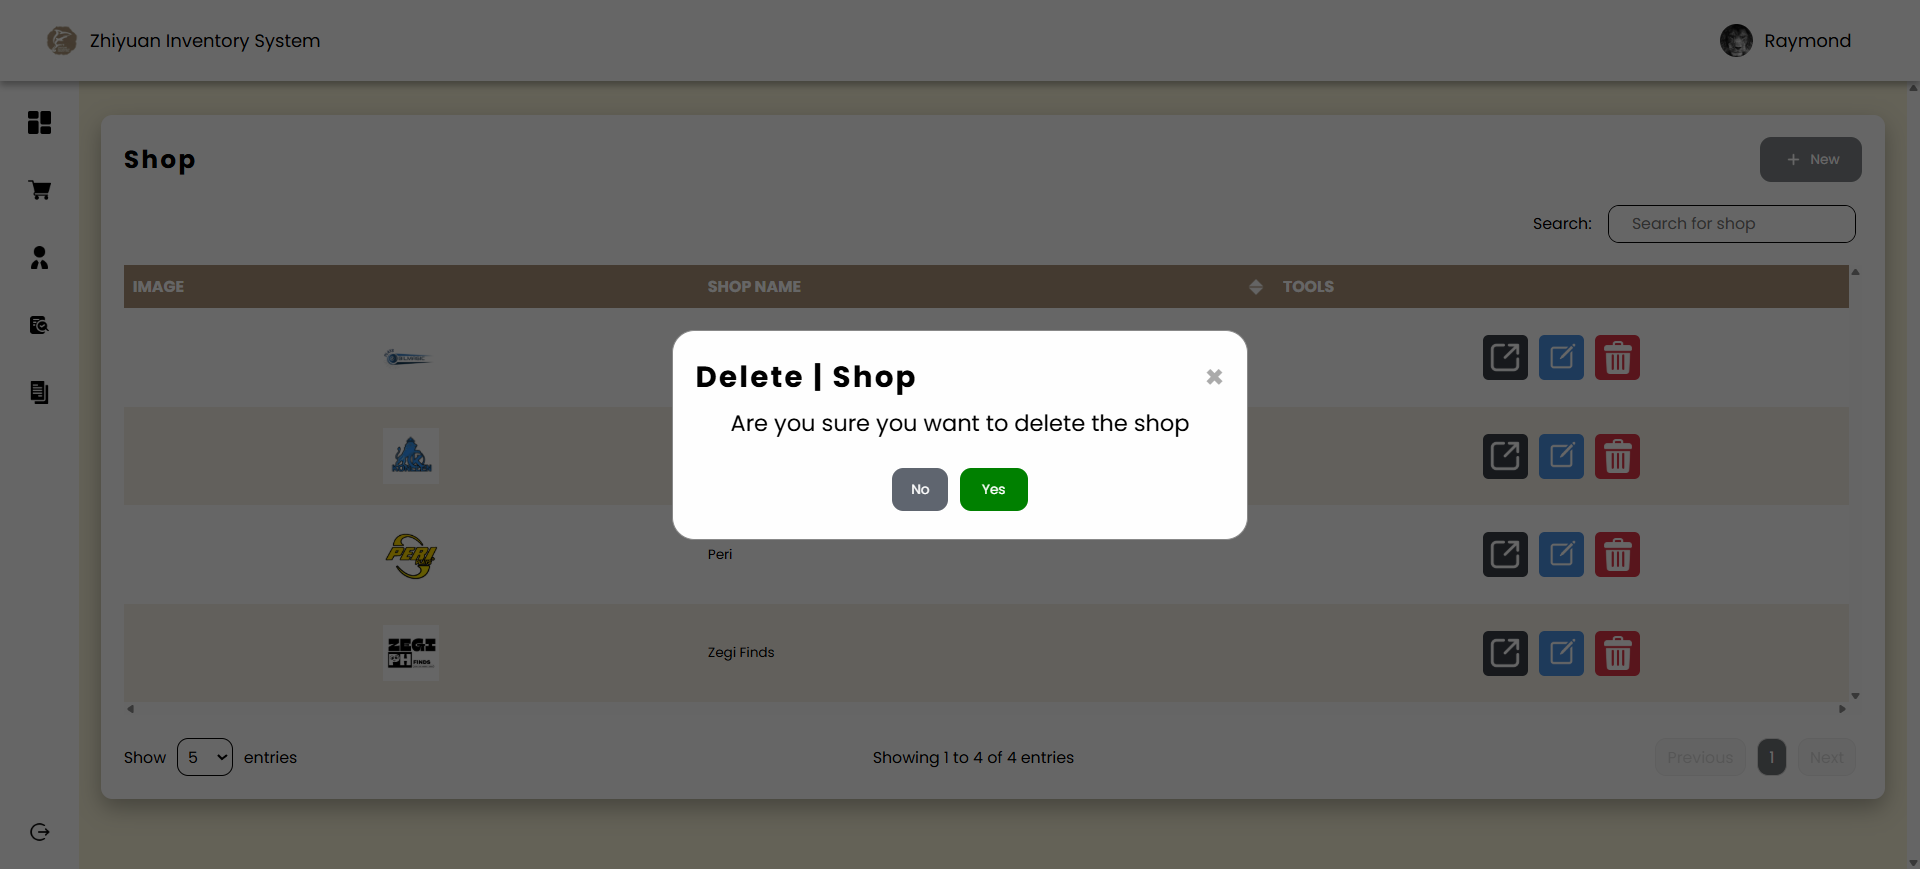 Zhiyuan Inventory System
Raymond
Shop
+ New
Search: Search for shop
IMAGE SHOP NAME TOOLS
Delete | Shop
Are you sure you want to delete the shop
No Yes
PERI
Peri
ZEGI
PH FINDS
Zegi Finds
Show 5 entries
Showing 1 to 4 of 4 entries
Previous 1 Next